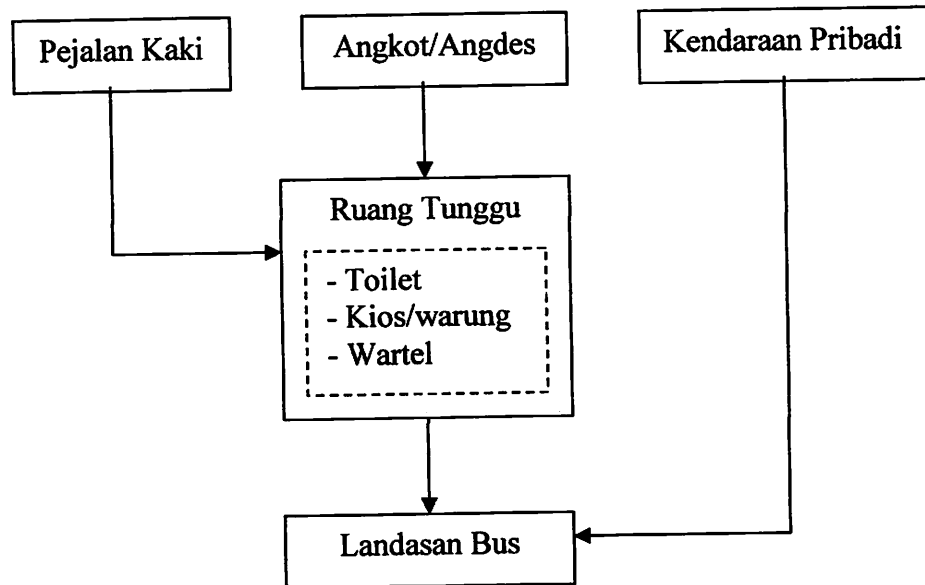 Pejalan Kaki
Angkot/Angdes
Kendaraan Pribadi
Ruang Tunggu
- Toilet
- Kios/warung
- Wartel
Landasan Bus